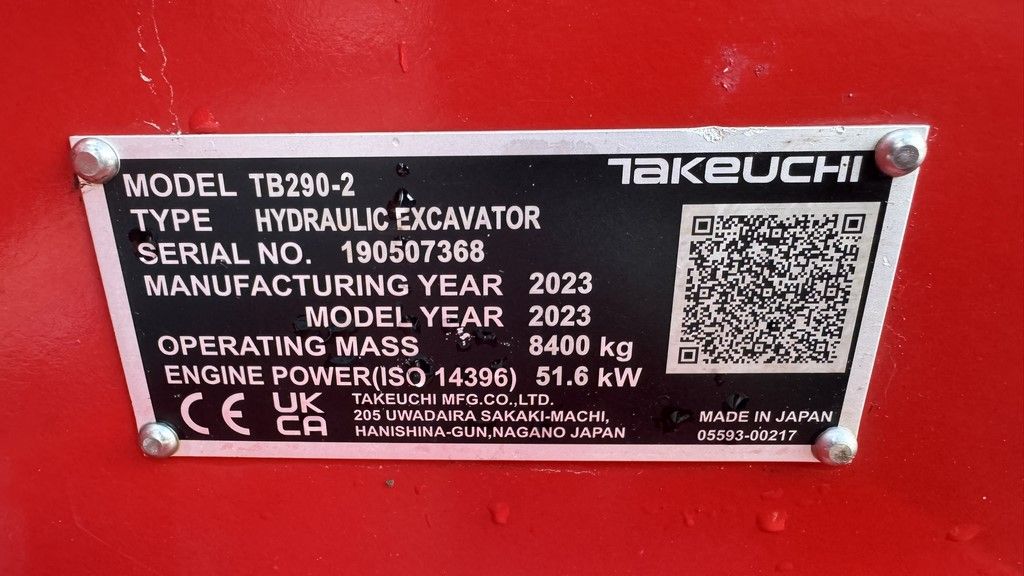 TAKEUCHI
MODEL TB290-2
TYPE HYDRAULIC EXCAVATOR
SERIAL NO. 190507368
MANUFACTURING YEAR 2023
MODEL YEAR 2023
OPERATING MASS 8400 kg
ENGINE POWER(ISO 14396) 51.6 kW
CE UK CA
TAKEUCHI MFG.CO.,LTD.
205 UWADAIRA SAKAKI-MACHI,
HANISHINA-GUN,NAGANO JAPAN
MADE IN JAPAN
05593-00217